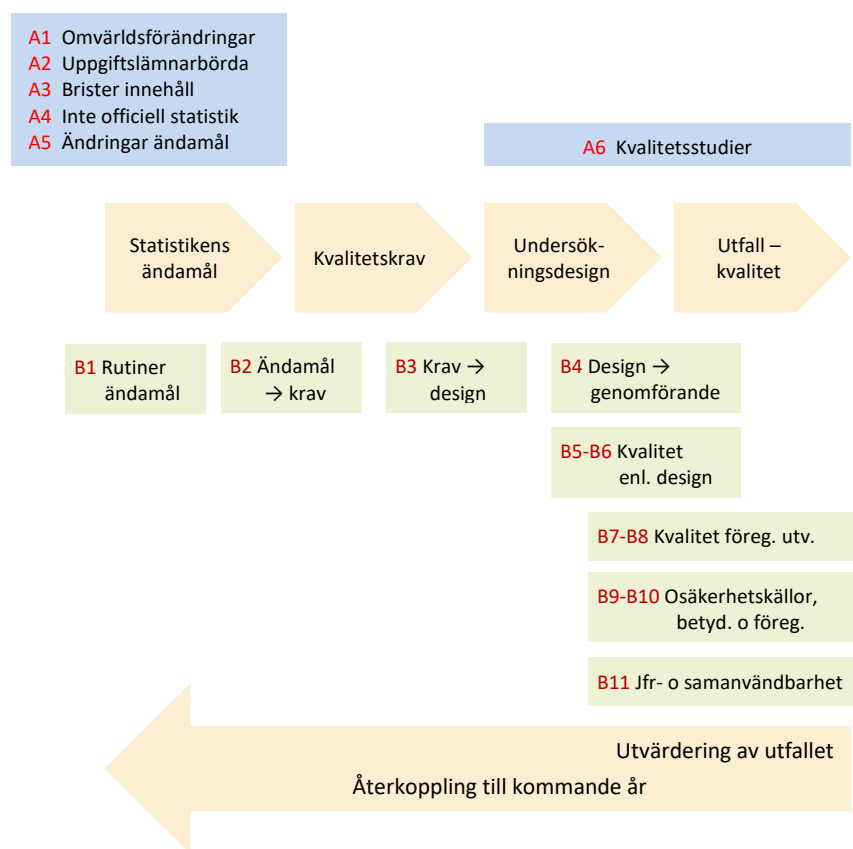 A1 Omvärldsförändringar
A2 Uppgiftslämnarbörda
A3 Brister innehåll
A4 Inte officiell statistik
A5 Ändringar ändamål
A6 Kvalitetsstudier
Statistikens
ändamål
Kvalitetskrav
Undersök-
ningsdesign
Utfall –
kvalitet
B1 Rutiner
ändamål
B2 Ändamål
→ krav
B3 Krav →
design
B4 Design →
genomförande
B5-B6 Kvalitet
enl. design
B7-B8 Kvalitet föreg. utv.
B9-B10 Osäkerhetskällor,
betyd. o föreg.
B11 Jfr- o samanvändbarhet
Utvärdering av utfallet
Återkoppling till kommande år